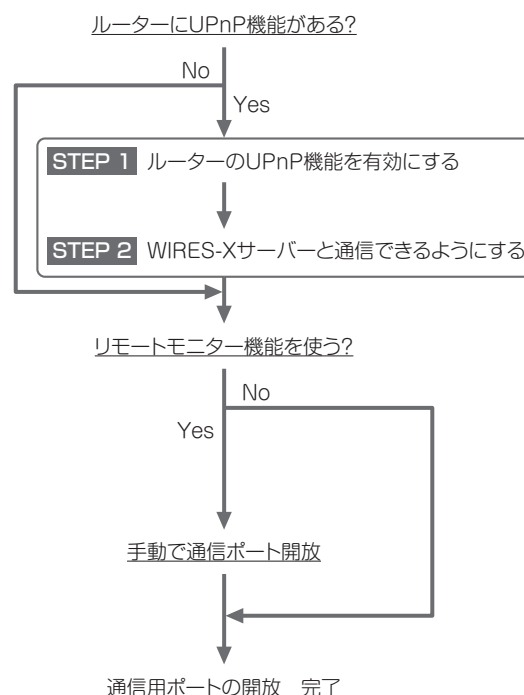 ルーターにUPnP機能がある?
No
Yes
STEP 1 ルーターのUPnP機能を有効にする
STEP 2 WIRES-Xサーバーと通信できるようにする
リモートモニター機能を使う?
No
Yes
手動で通信ポート開放
通信用ポートの開放　完了